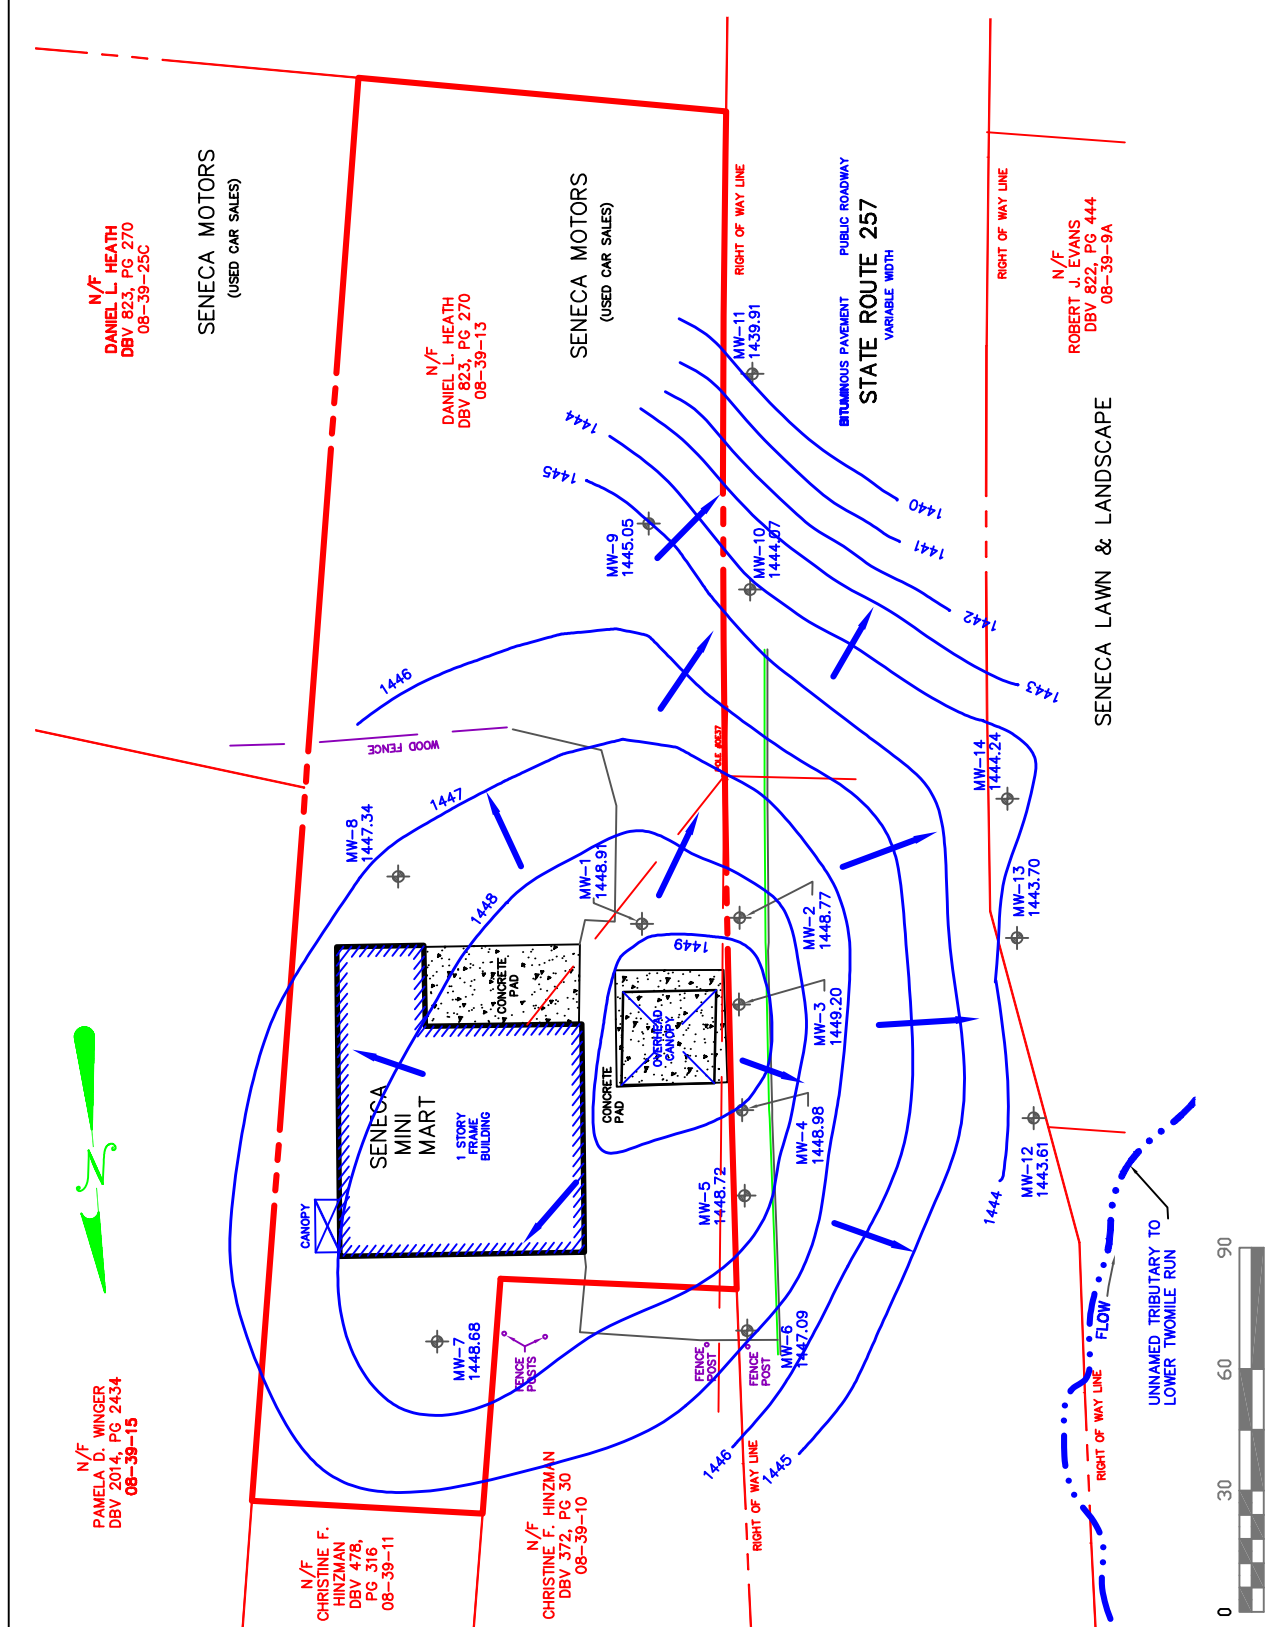 N/F
DANIEL L. HEATH
DBV 823, PG 270
08-39-25C
SENECA MOTORS
(USED CAR SALES)
N/F
DANIEL L. HEATH
DBV 823, PG 270
08-39-13
SENECA MOTORS
(USED CAR SALES)
RIGHT OF WAY LINE
BITUMINOUS PAVEMENT PUBLIC ROADWAY
STATE ROUTE 257
VARIABLE WIDTH
RIGHT OF WAY LINE
N/F
ROBERT J. EVANS
DBV 822, PG 444
08-39-9A
SENECA LAWN & LANDSCAPE
MW-11
1439.91
1444
1445
MW-9
1445.05
MW-10
1444.07
1440
1441
1442
1443
1446
WOOD FENCE
POLE #0637
1447
MW-8
1447.34
1448
MW-1
1448.91
MW-14
1444.24
MW-13
1443.70
MW-2
1448.77
1449
CONCRETE
PAD
OVERHEAD
CANOPY
MW-3
1449.20
CONCRETE
PAD
SENECA
MINI
MART
1 STORY
FRAME
BUILDING
MW-4
1448.98
MW-5
1448.72
MW-12
1443.61
1444
CANOPY
N
MW-7
1448.68
FENCE
POSTS
FENCE
POST
FENCE
POST
MW-6
1447.09
1446
1445
RIGHT OF WAY LINE
FLOW
UNNAMED TRIBUTARY TO
LOWER TWOMILE RUN
RIGHT OF WAY LINE
N/F
PAMELA D. WINGER
DBV 2014, PG 2434
08-39-15
N/F
CHRISTINE F.
HINZMAN
DBV 478,
PG 316
08-39-11
N/F
CHRISTINE F. HINZMAN
DBV 372, PG 30
08-39-10
0 30 60 90